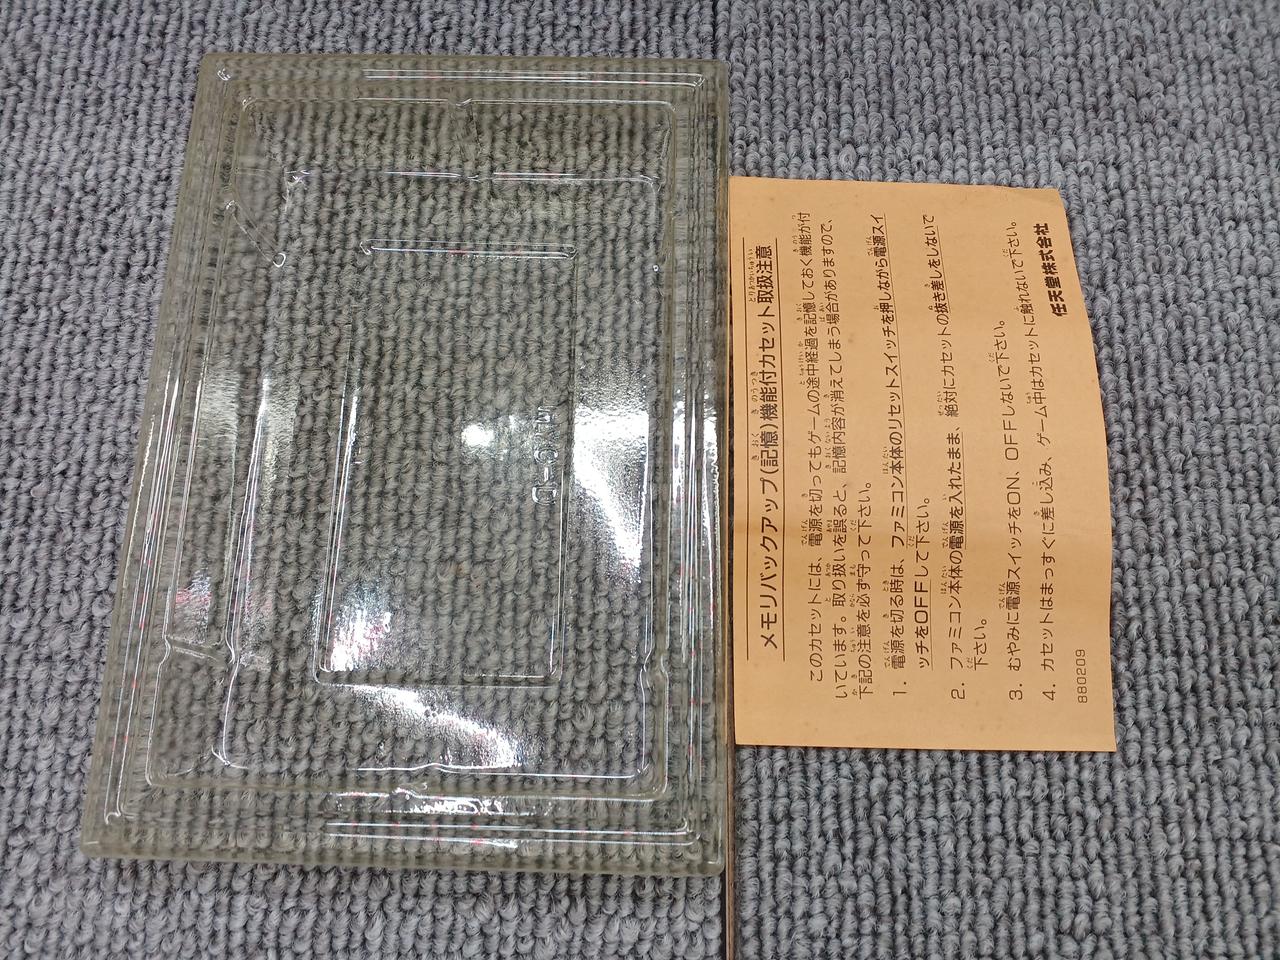 メモリバックアップ(記憶)機能付カセット取扱注意
このカセットには、電源を切ってもゲームの途中経過を記憶しておく機能が付
いています。取り扱いを誤ると、記憶内容が消えてしまう場合がありますので、
下記の注意を必ず守って下さい。
1. 電源を切る時は、ファミコン本体のリセットスイッチを押しながら電源スイ
ッチをOFFして下さい。
2. ファミコン本体の電源を入れたまま、絶対にカセットの抜き差しをしないで
下さい。
3. むやみに電源スイッチをON、OFFしないで下さい。
4. カセットはまっすぐに差し込み、ゲーム中はカセットに触れないで下さい。
880209
任天堂株式会社